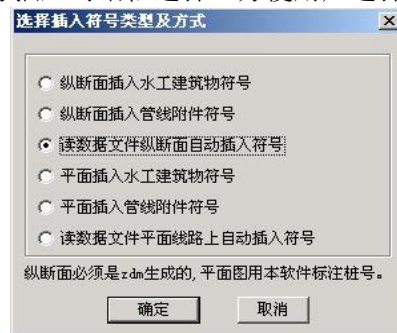 选择插入符号类型及方式
纵断面插入水工建筑物符号
纵断面插入管线附件符号
读数据文件纵断面自动插入符号
平面插入水工建筑物符号
平面插入管线附件符号
读数据文件平面线路上自动插入符号
纵断面必须是zdm生成的,平面图用本软件标注桩号。
确定 取消